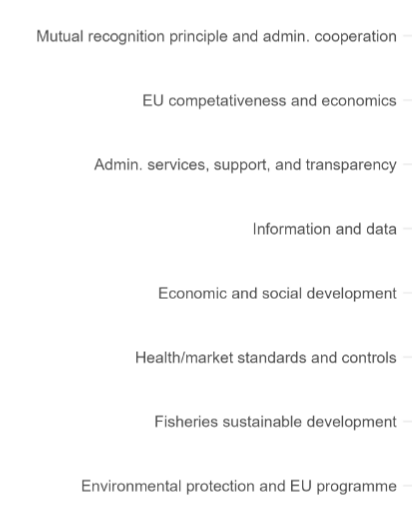 Mutual recognition principle and admin. cooperation
EU competativeness and economics
Admin. services, support, and transparency
Information and data
Economic and social development
Health/market standards and controls
Fisheries sustainable development
Environmental protection and EU programme